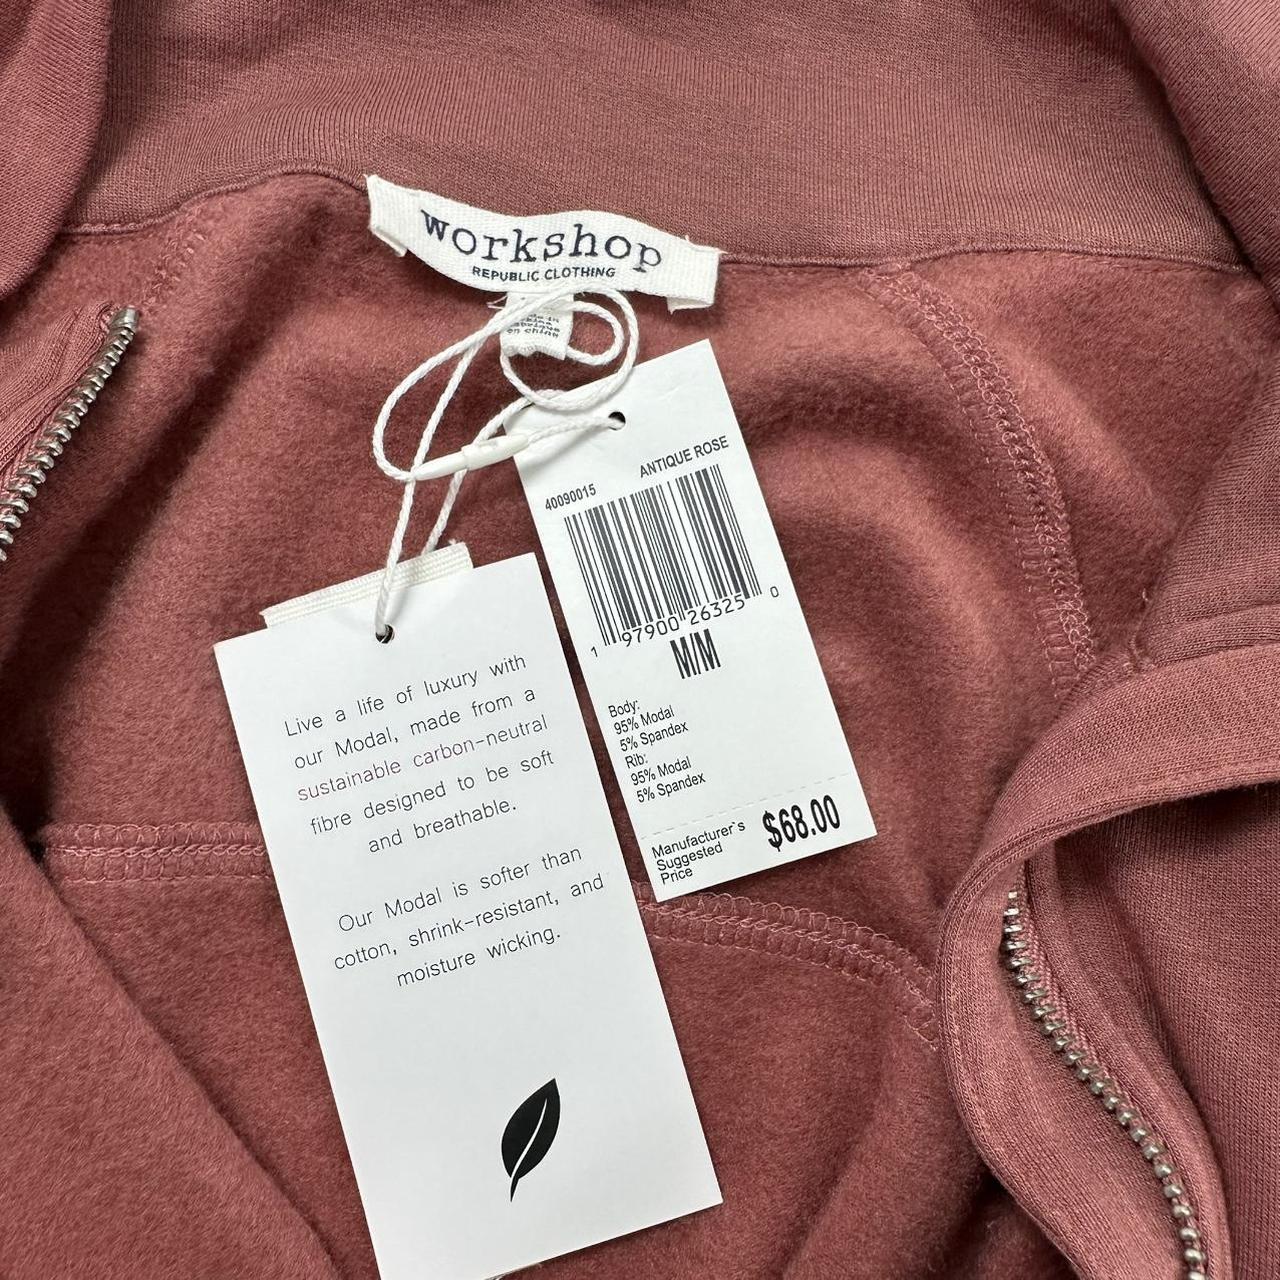 workshop
REPUBLIC CLOTHING
en chine
ANTIQUE ROSE
40090015
1 97900 26325 0
M/M
Body:
95% Modal
5% Spandex
Rib:
95% Modal
5% Spandex
Manufacturer`s
Suggested
Price
$68.00
Live a life of luxury with
our Modal, made from a
sustainable carbon-neutral
fibre designed to be soft
and breathable.
Our Modal is softer than
cotton, shrink-resistant, and
moisture wicking.